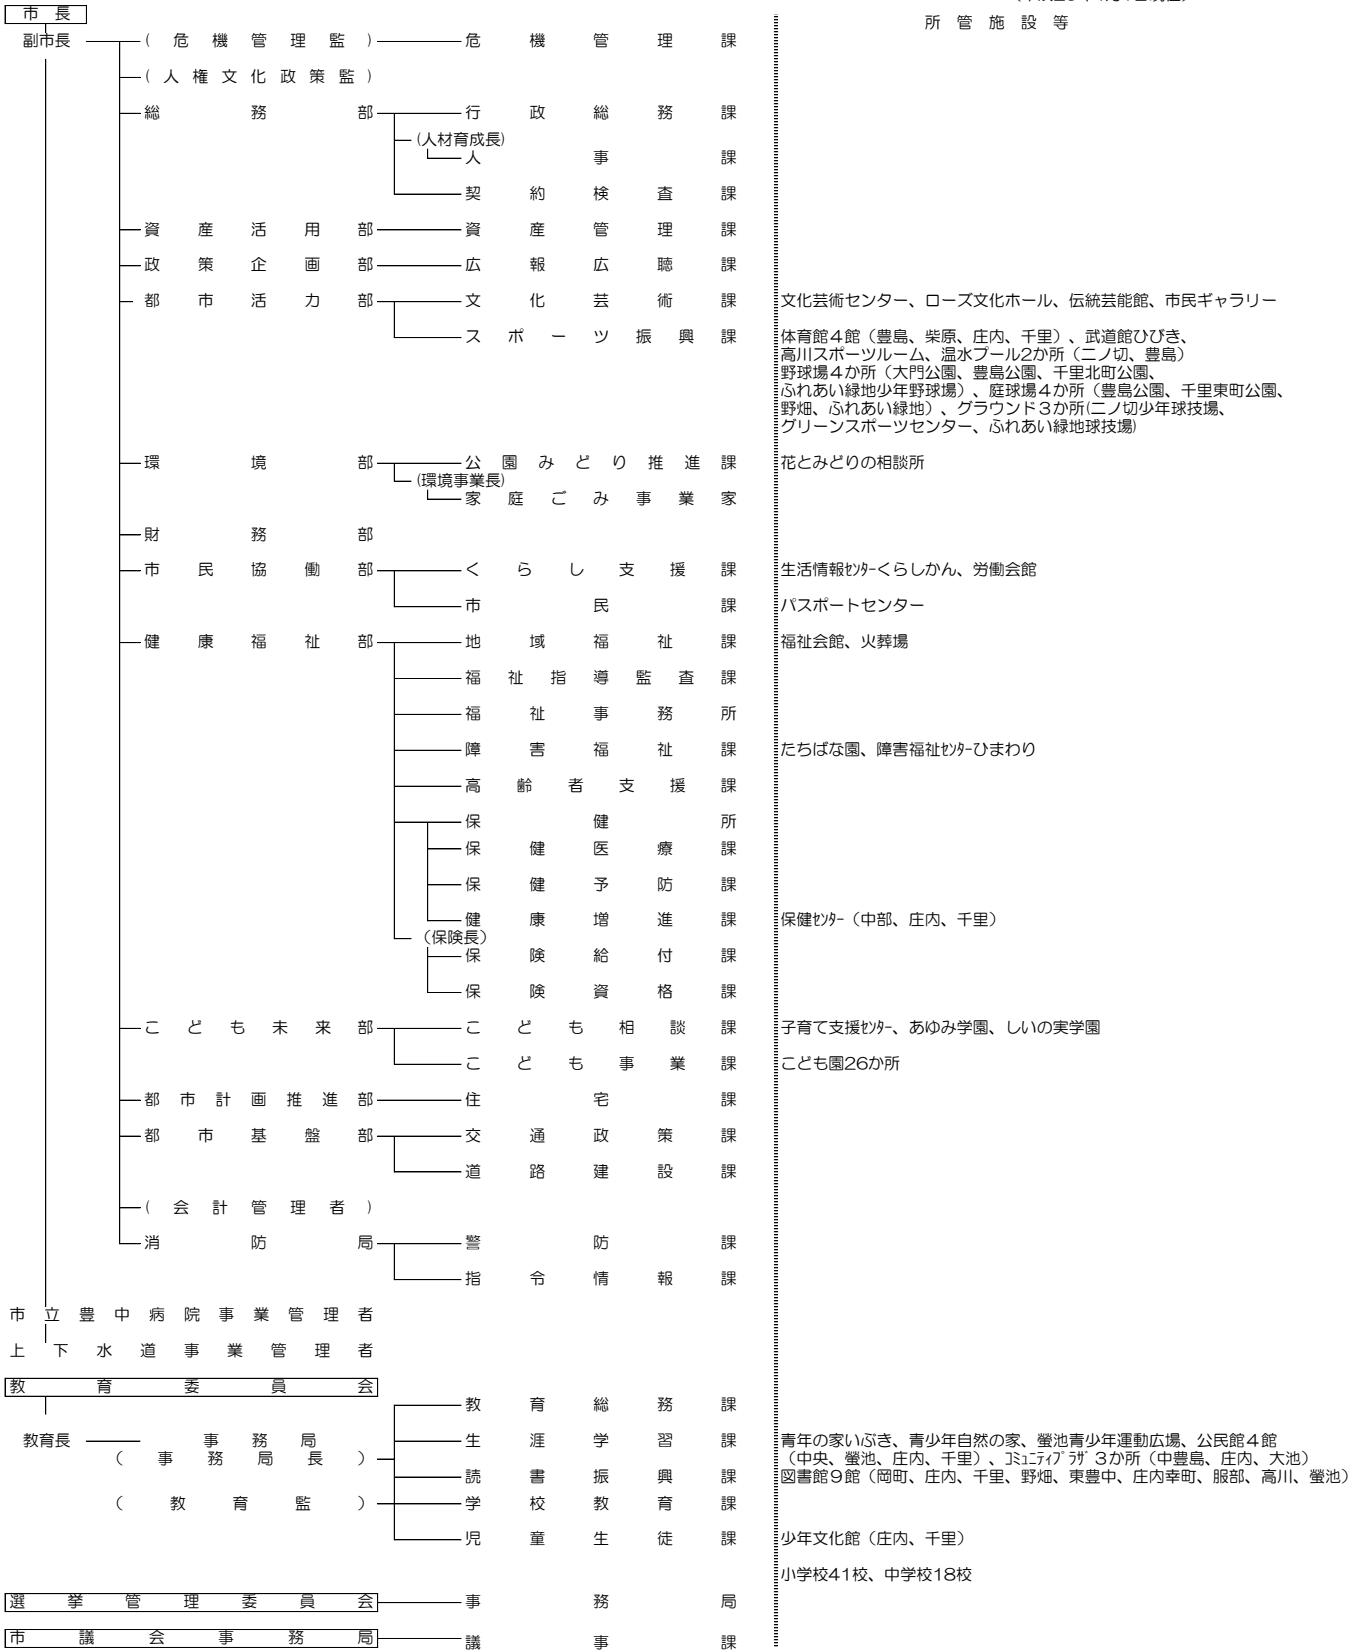 市長
所管施設等
副市長 (危機管理監) 危機管理課
(人権文化政策監)
総務部 行政総務課
(人材育成長)
人事課
契約検査課
資産活用部 資産管理課
政策企画部 広報広聴課
都市活力部 文化芸術課 文化芸術センター、ローズ文化ホール、伝統芸能館、市民ギャラリー
スポーツ振興課 体育館4館（豊島、柴原、庄内、千里）、武道館ひびき、
高川スポーツルーム、温水プール2か所（二ノ切、豊島）
野球場４か所（大門公園、豊島公園、千里北町公園、
ふれあい緑地少年野球場）、庭球場４か所（豊島公園、千里東町公園、
野畑、ふれあい緑地）、グラウンド３か所(二ノ切少年球技場、
グリーンスポーツセンター、ふれあい緑地球技場)
環境部 公園みどり推進課 花とみどりの相談所
(環境事業長)
家庭ごみ事業家
財務部
市民協働部 くらし支援課 生活情報ｾﾝﾀｰくらしかん、労働会館
市民課 パスポートセンター
健康福祉部 地域福祉課 福祉会館、火葬場
福祉指導監査課
福祉事務所
障害福祉課 たちばな園、障害福祉ｾﾝﾀｰひまわり
高齢者支援課
保健所
保健医療課
保健予防課
健康増進課 保健ｾﾝﾀｰ（中部、庄内、千里）
（保険長）
保険給付課
保険資格課
こども未来部 こども相談課 子育て支援ｾﾝﾀｰ、あゆみ学園、しいの実学園
こども事業課 こども園26か所
都市計画推進部 住宅課
都市基盤部 交通政策課
道路建設課
(会計管理者)
消防局 警防課
指令情報課
市立豊中病院事業管理者
上下水道事業管理者
教育委員会
教育総務課
教育長 事務局 生涯学習課 青年の家いぶき、青少年自然の家、螢池青少年運動広場、公民館４館
（事務局長） （中央、螢池、庄内、千里）、ｺﾐｭﾆﾃｨﾌﾟﾗｻﾞ３か所（中豊島、庄内、大池）
読書振興課 図書館９館（岡町、庄内、千里、野畑、東豊中、庄内幸町、服部、高川、螢池）
（教育監） 学校教育課
児童生徒課 少年文化館（庄内、千里）
小学校41校、中学校18校
選挙管理委員会 事務局
市議会事務局 議事課